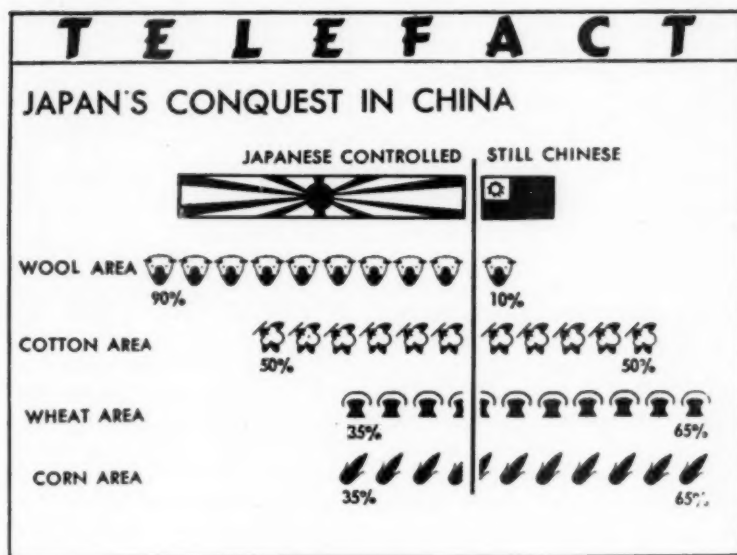 TELEFACT
JAPAN'S CONQUEST IN CHINA
JAPANESE CONTROLLED STILL CHINESE
WOOL AREA
90% 10%
COTTON AREA
50% 50%
WHEAT AREA
35% 65%
CORN AREA
35% 65%